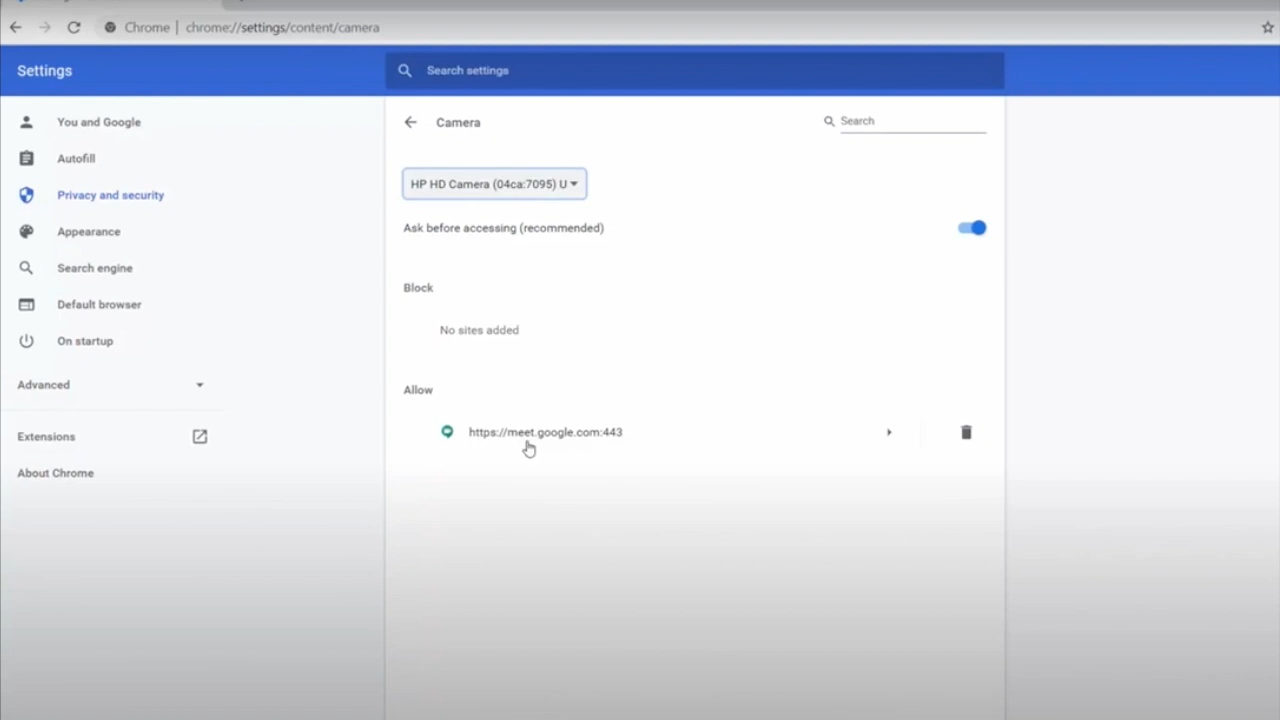 Chrome | chrome://settings/content/camera
Settings
Search settings
You and Google
Autofill
Privacy and security
Appearance
Search engine
Default browser
On startup
Advanced
Extensions
About Chrome
Camera
Search
HP HD Camera (04ca:7095) U
Ask before accessing (recommended)
Block
No sites added
Allow
https://meet.google.com:443